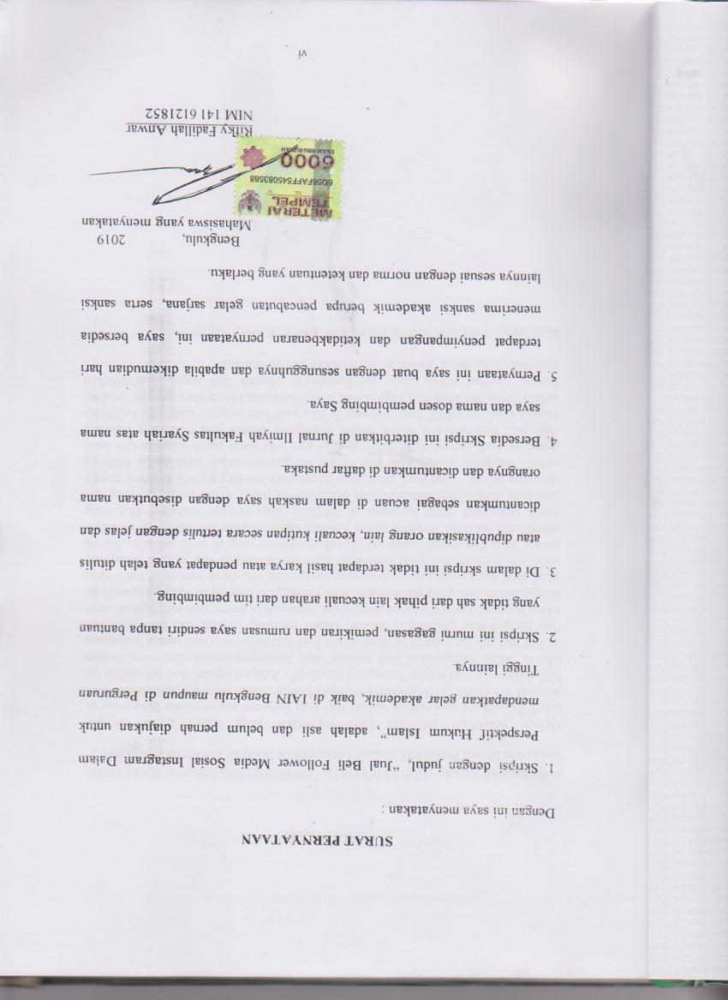 SURAT PERNYATAAN
Dengan ini saya menyatakan :
1. Skripsi dengan judul, “Jual Beli Follower Media Sosial Instagram Dalam
Perspektif Hukum Islam”, adalah asli dan belum pernah diajukan untuk
mendapatkan gelar akademik, baik di IAIN Bengkulu maupun di Perguruan
Tinggi lainnya.
2. Skripsi ini murni gagasan, pemikiran dan rumusan saya sendiri tanpa bantuan
yang tidak sah dari pihak lain kecuali arahan dari tim pembimbing.
3. Di dalam skripsi ini tidak terdapat hasil karya atau pendapat yang telah ditulis
atau dipublikasikan orang lain, kecuali kutipan secara tertulis dengan jelas dan
dicantumkan sebagai acuan di dalam naskah saya dengan disebutkan nama
orangnya dan dicantumkan di daftar pustaka.
4. Bersedia Skripsi ini diterbitkan di Jurnal Ilmiyah Fakultas Syariah atas nama
saya dan nama dosen pembimbing Saya.
5. Pernyataan ini saya buat dengan sesungguhnya dan apabila dikemudian hari
terdapat penyimpangan dan ketidakbenaran pernyataan ini, saya bersedia
menerima sanksi akademik berupa pencabutan gelar sarjana, serta sanksi
lainnya sesuai dengan norma dan ketentuan yang berlaku.
Bengkulu, 2019
Mahasiswa yang menyatakan
METERAI
TEMPEL
6D56FAFF545083588
6000
ENAM RIBU RUPIAH
Rifky Fadillah Anwar
NIM 141 6121852
vi